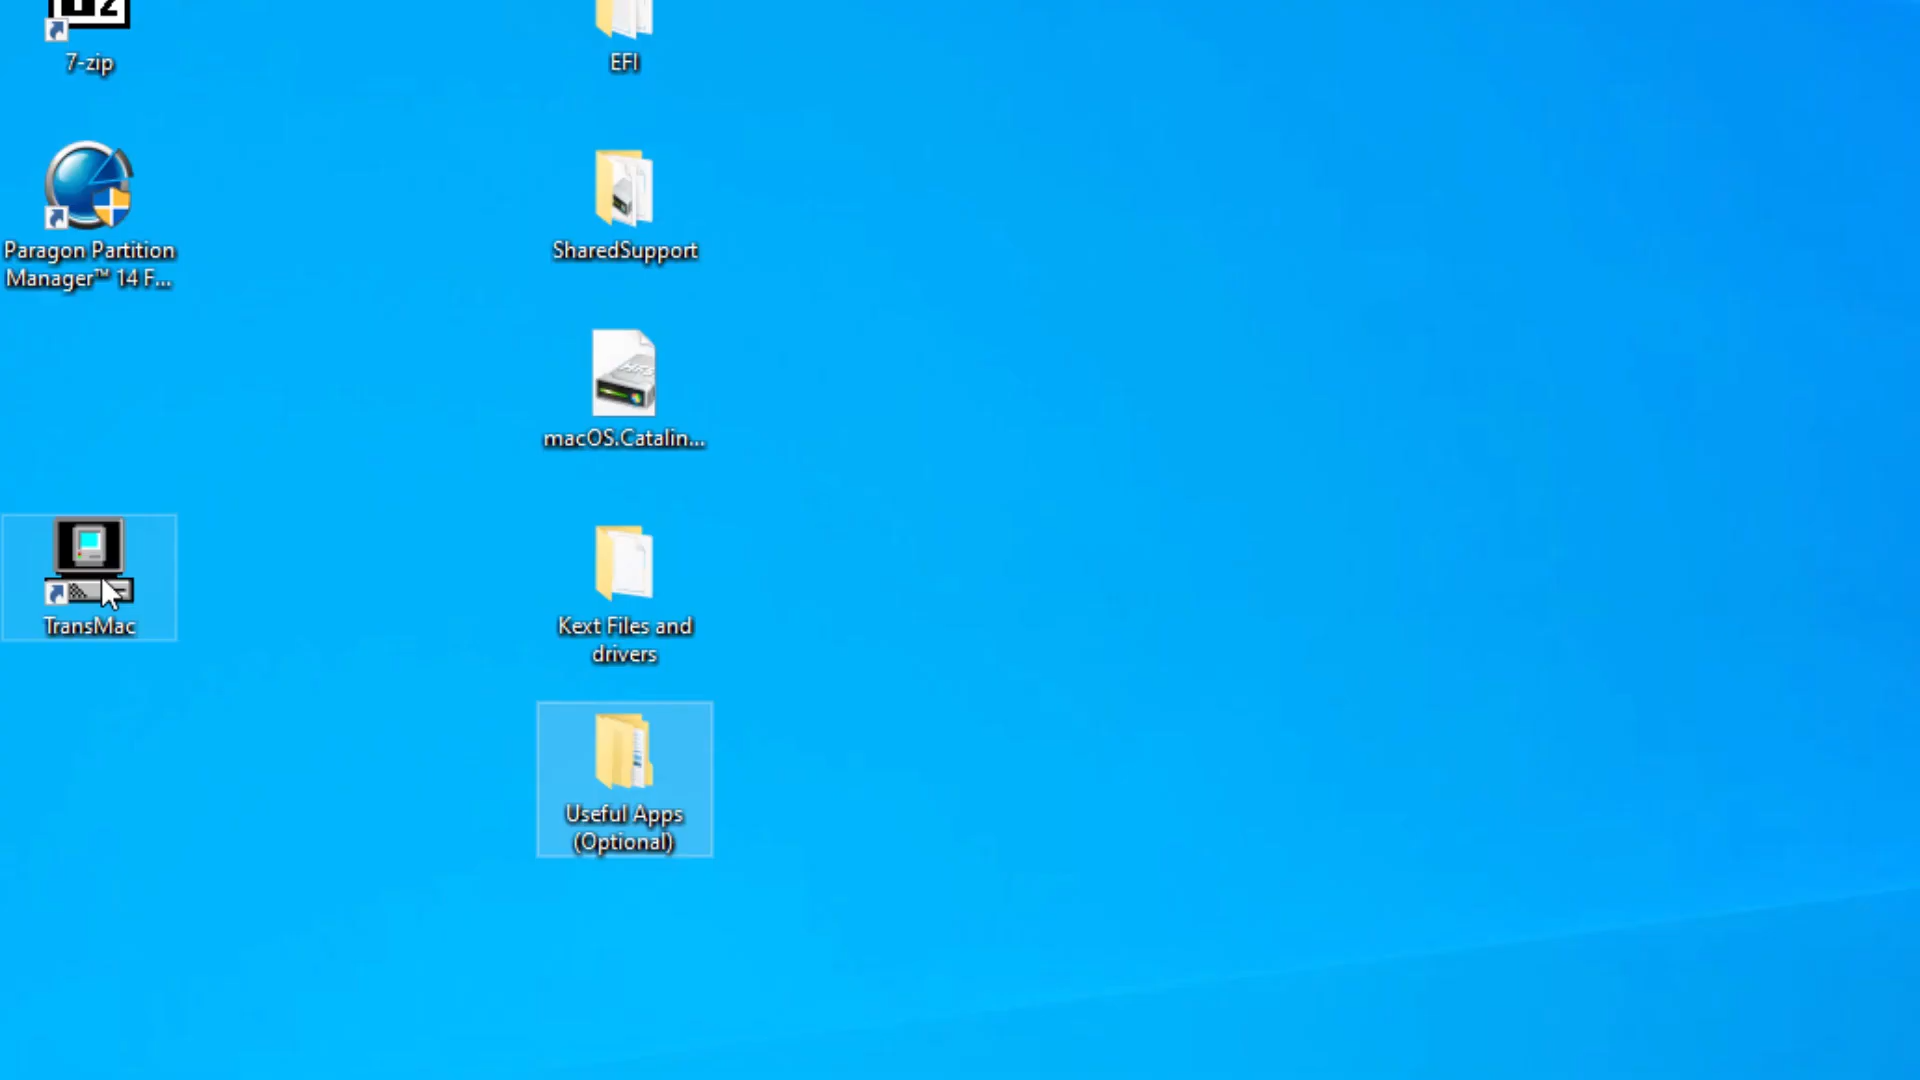 7-zip
EFI
Paragon Partition
Manager™ 14 F...
SharedSupport
macOS.Catalin...
TransMac
Kext Files and
drivers
Useful Apps
(Optional)